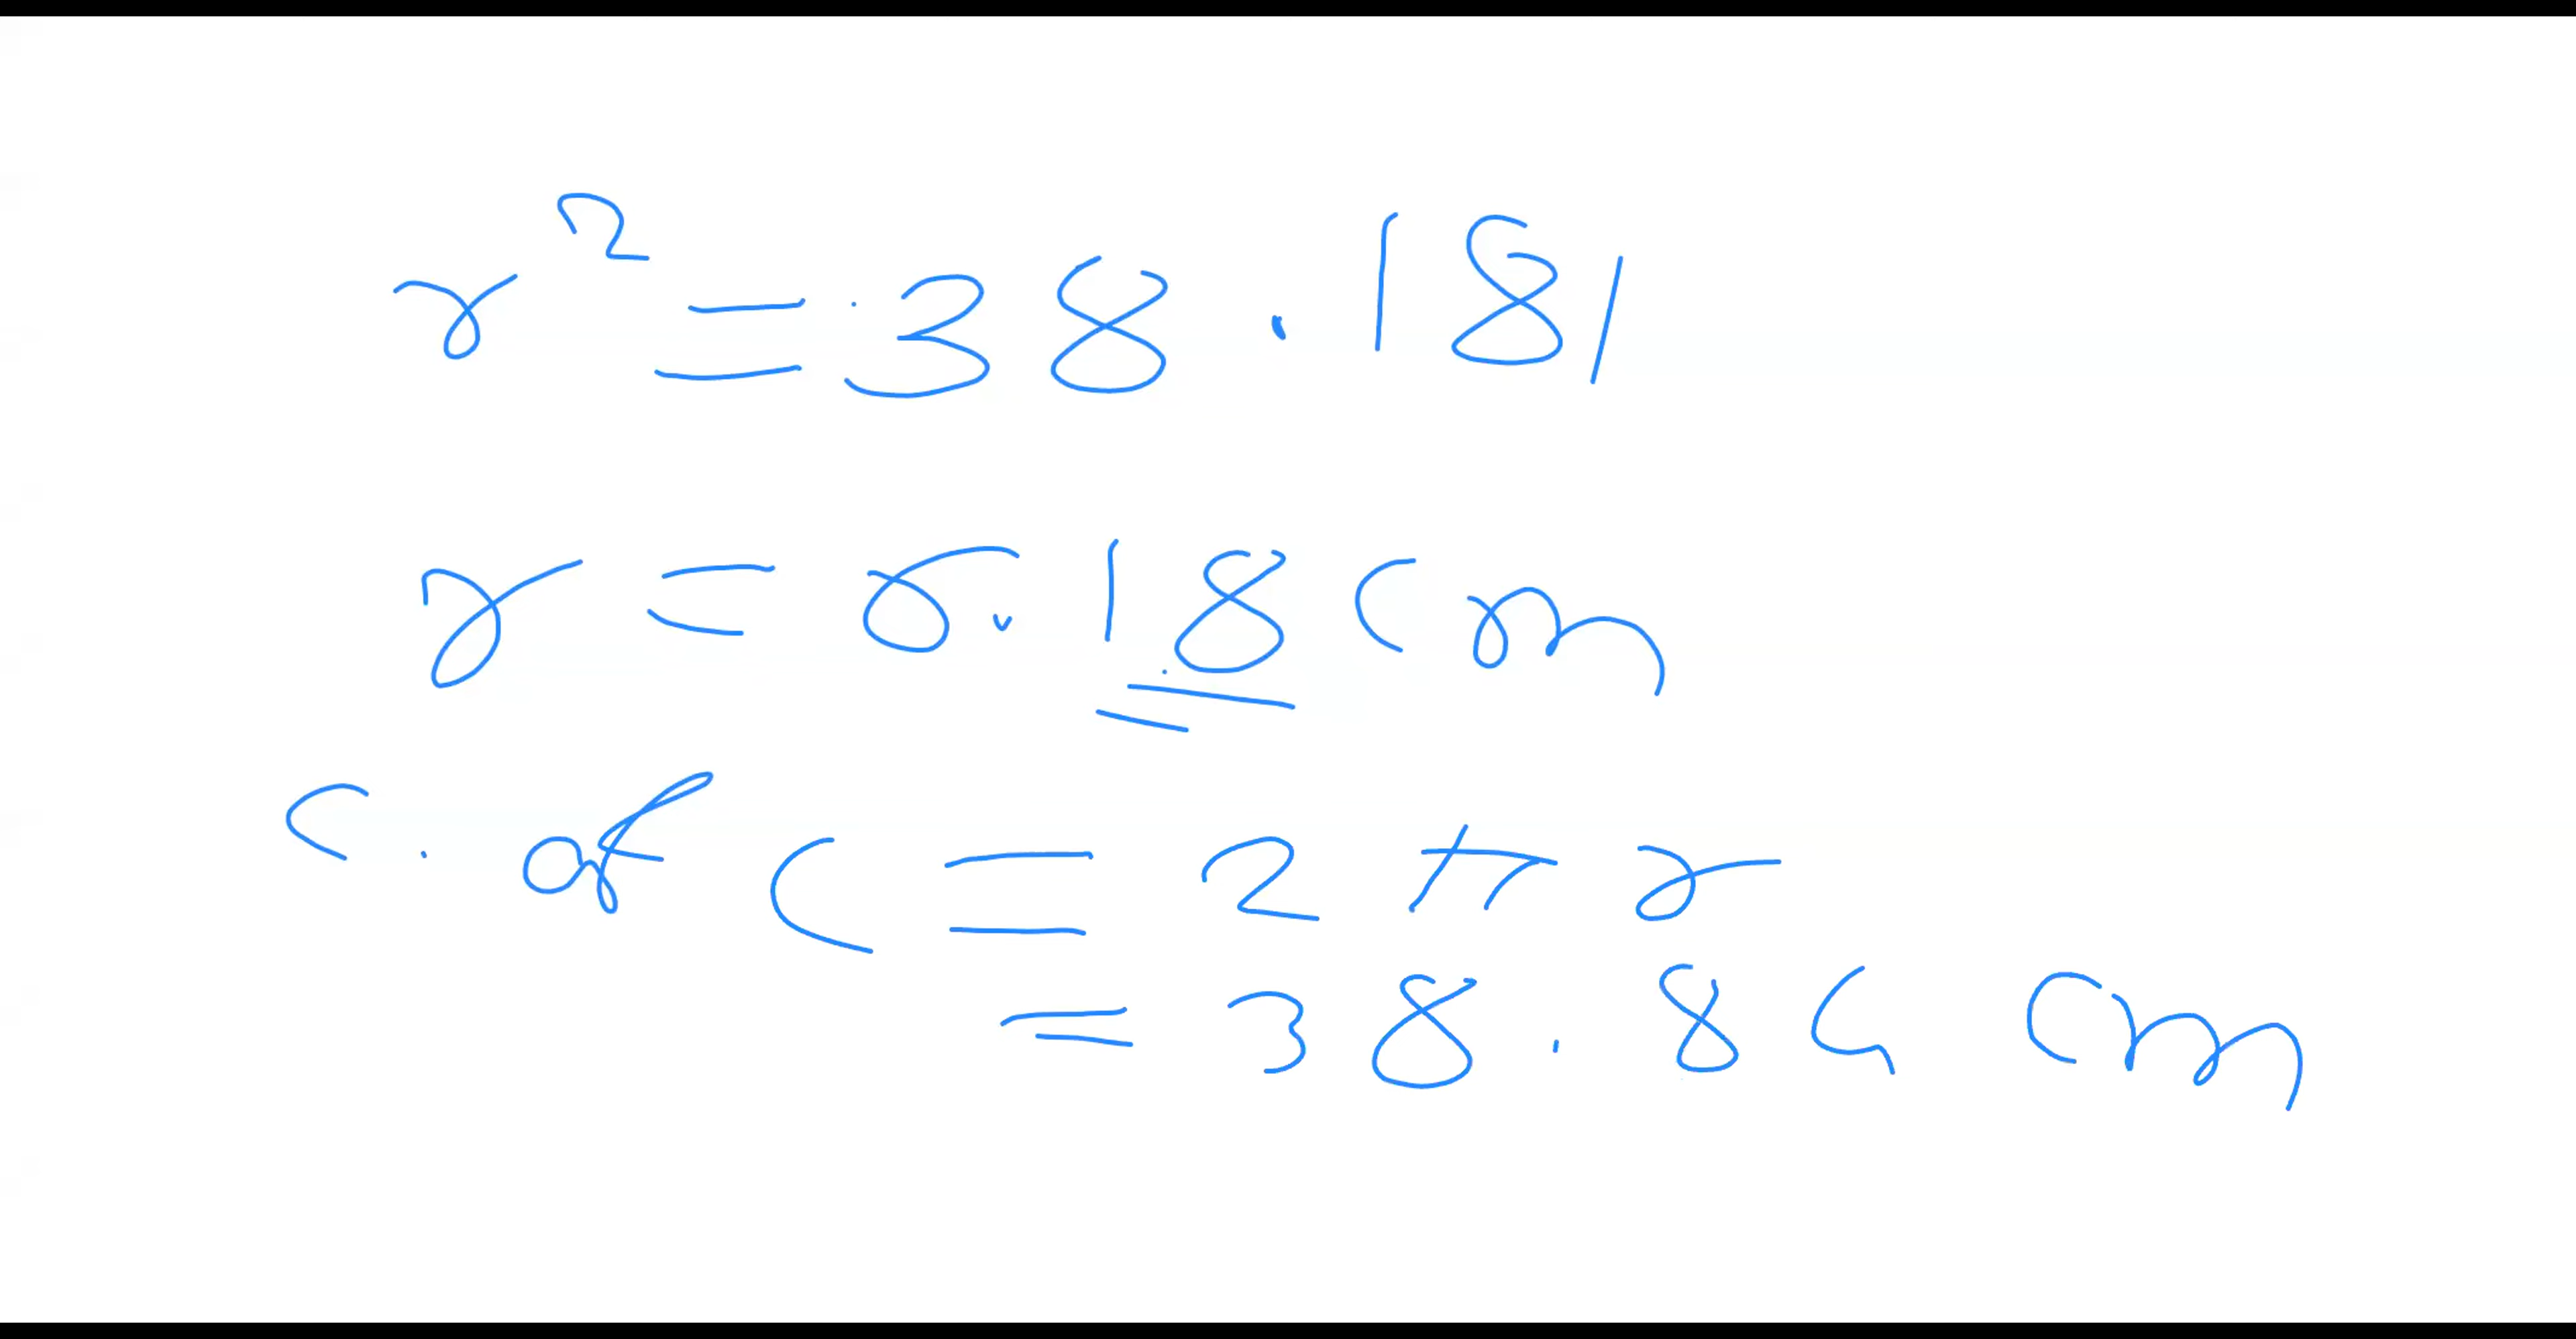 r² = 38.181
r = 6.18 cm
C. of C = 2πr
= 38.84 cm